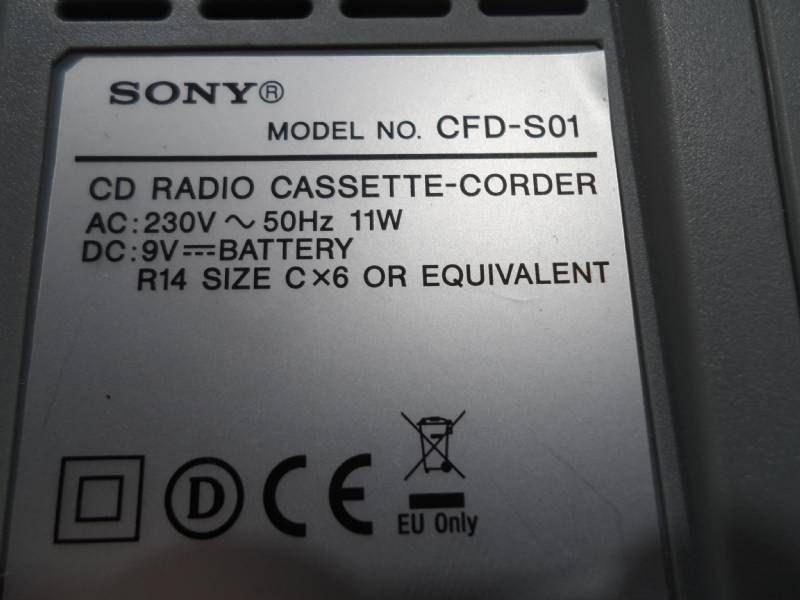 SONY®
MODEL NO. CFD-S01
CD RADIO CASSETTE-CORDER
AC:230V ~ 50Hz 11W
DC:9V⎓BATTERY
R14 SIZE C×6 OR EQUIVALENT
D CE
EU Only